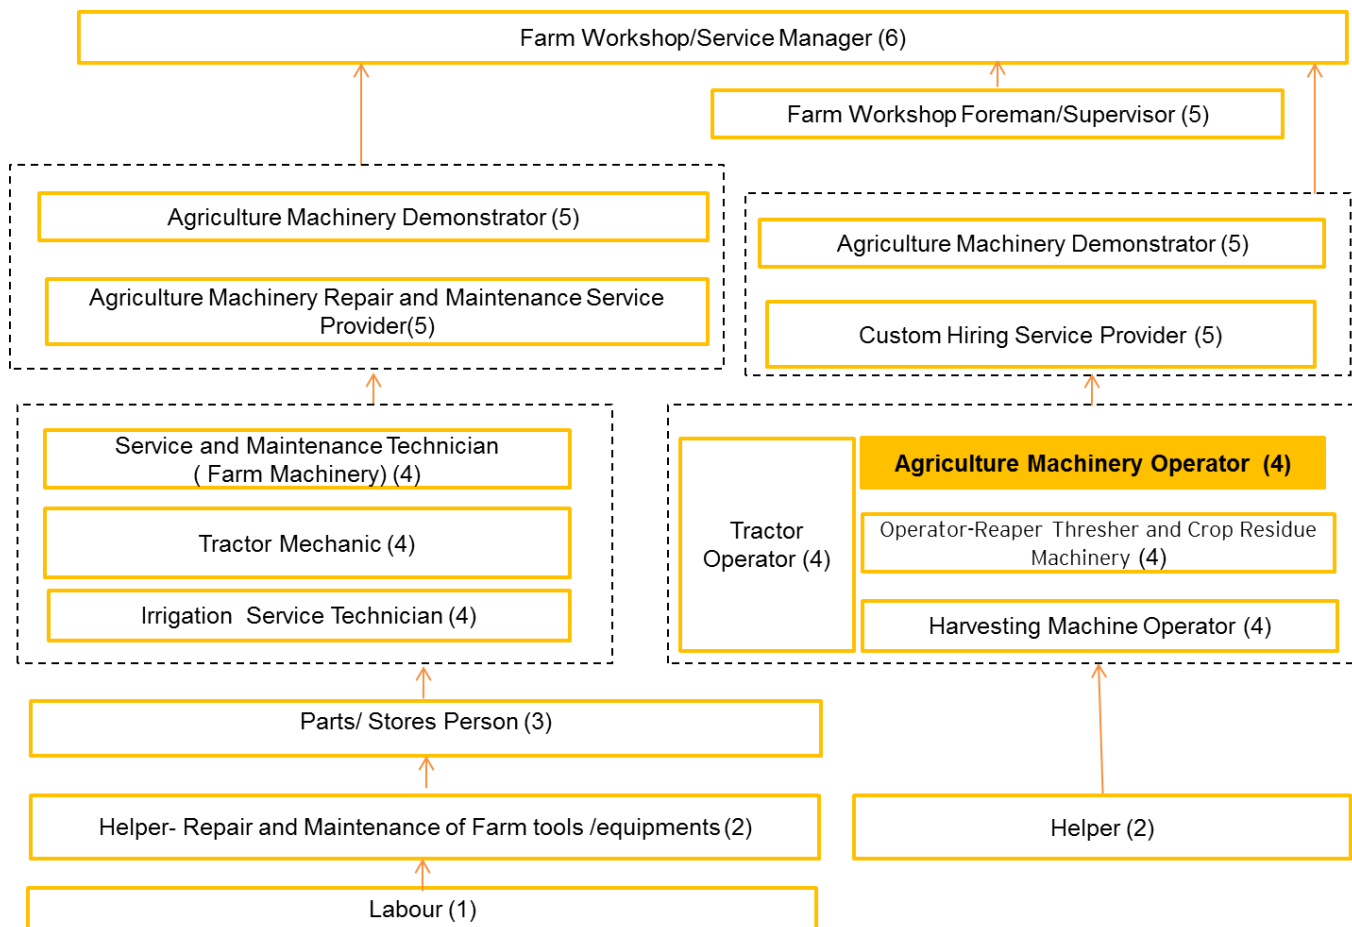 Farm Workshop/Service Manager (6)
Farm Workshop Foreman/Supervisor (5)
Agriculture Machinery Demonstrator (5)
Agriculture Machinery Repair and Maintenance Service
Provider(5)
Agriculture Machinery Demonstrator (5)
Custom Hiring Service Provider (5)
Service and Maintenance Technician
( Farm Machinery) (4)
Tractor Mechanic (4)
Irrigation Service Technician (4)
Tractor
Operator (4)
Agriculture Machinery Operator (4)
Operator-Reaper Thresher and Crop Residue
Machinery (4)
Harvesting Machine Operator (4)
Parts/ Stores Person (3)
Helper- Repair and Maintenance of Farm tools /equipments (2)
Helper (2)
Labour (1)